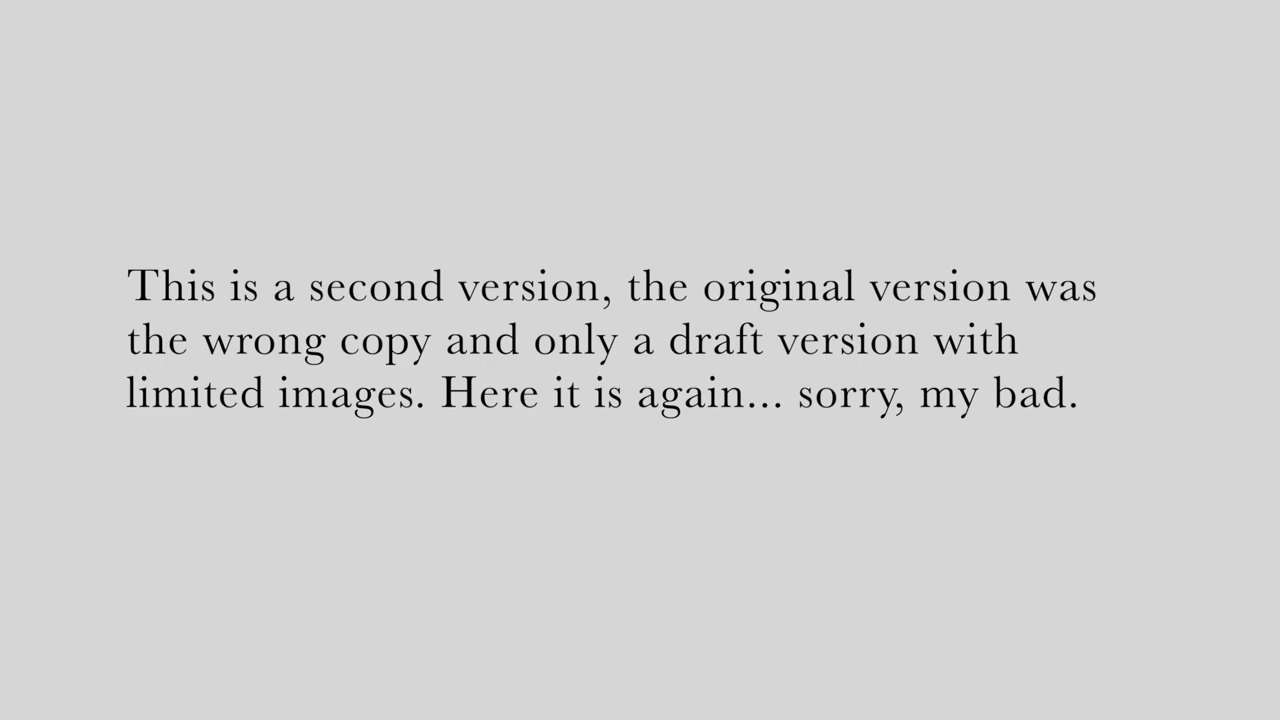 This is a second version, the original version was
the wrong copy and only a draft version with
limited images. Here it is again... sorry, my bad.